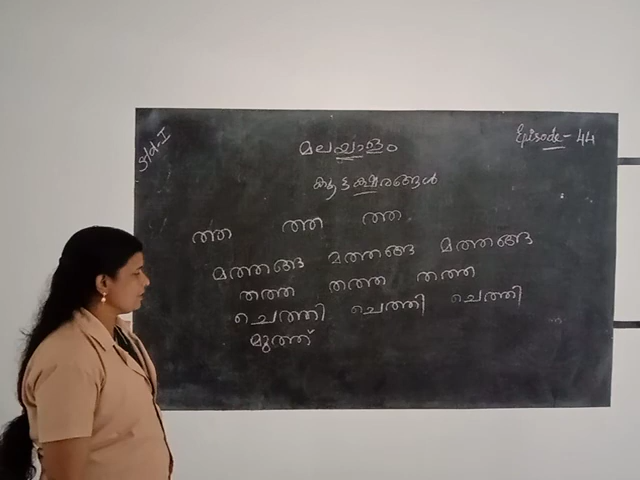 Std-I
മലയാളം
Episode - 44
കൂട്ടക്ഷരങ്ങൾ
ത്ത ത്ത ത്ത
മത്തങ്ങ മത്തങ്ങ മത്തങ്ങ
തത്ത തത്ത തത്ത
ചെത്തി ചെത്തി ചെത്തി
മുത്ത്